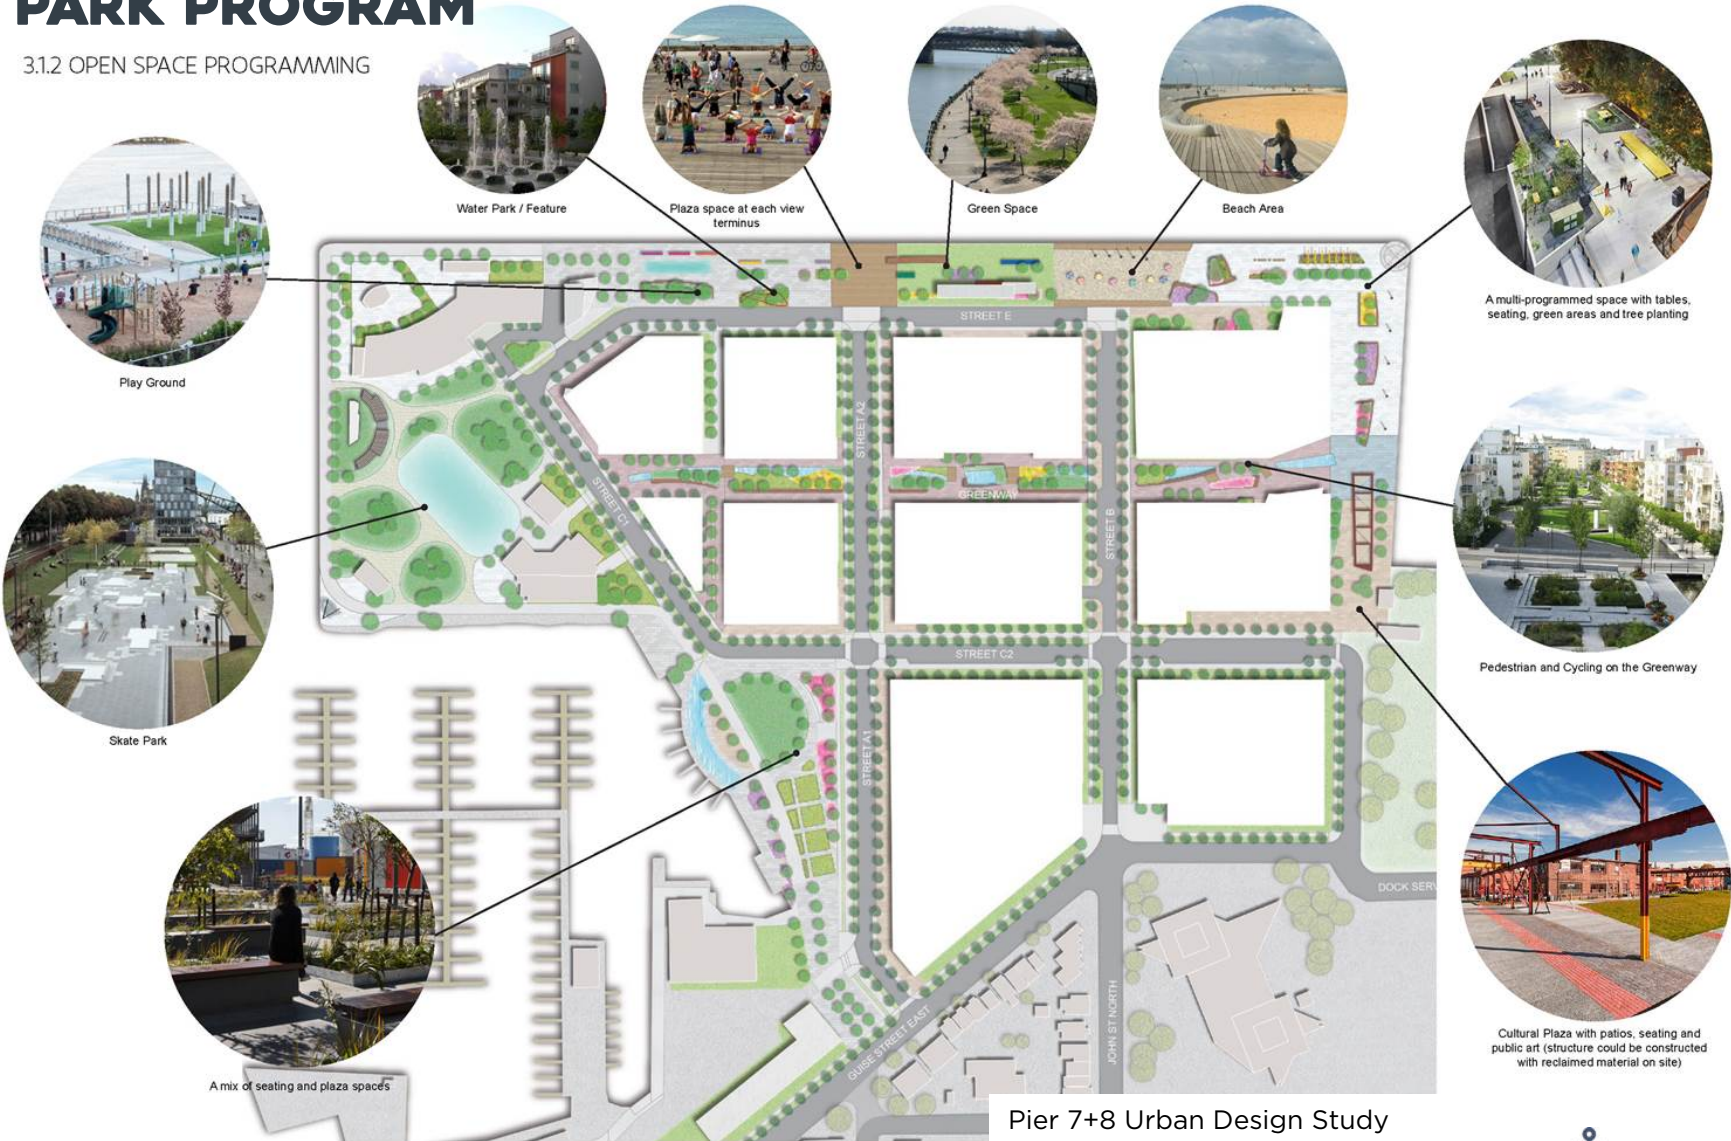 PARK PROGRAM
3.1.2 OPEN SPACE PROGRAMMING
Water Park / Feature
Plaza space at each view
terminus
Green Space
Beach Area
A multi-programmed space with tables,
seating, green areas and tree planting
Play Ground
STREET E
STREET A2
STREET C1
GREENWAY
STREET B
Pedestrian and Cycling on the Greenway
STREET C2
Skate Park
STREET A1
DOCK SERV
GUISE STREET EAST
JOHN ST NORTH
Cultural Plaza with patios, seating and
public art (structure could be constructed
with reclaimed material on site)
A mix of seating and plaza spaces
Pier 7+8 Urban Design Study